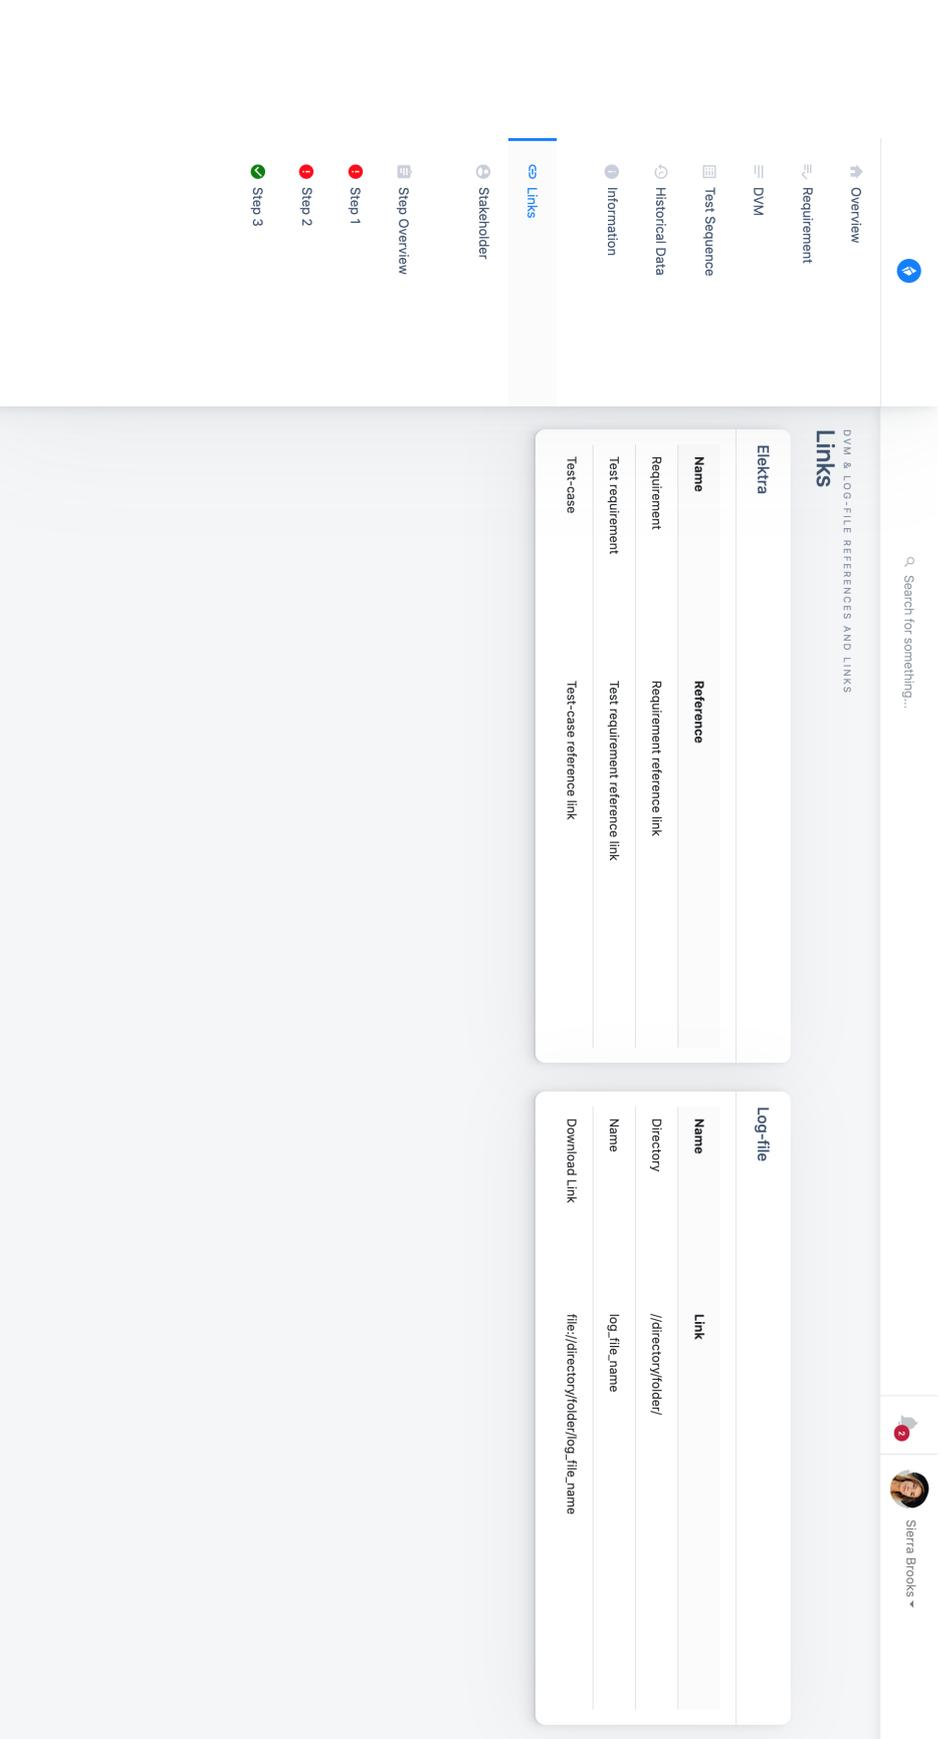 Search for something...
2
Sierra Brooks
Overview
Requirement
DVM
Test Sequence
Historical Data
Information
Links
Stakeholder
Step Overview
Step 1
Step 2
Step 3
DVM & LOG-FILE REFERENCES AND LINKS
Links
Elektra
Name Reference
Requirement Requirement reference link
Test requirement Test requirement reference link
Test-case Test-case reference link
Log-file
Name Link
Directory //directory/folder/
Name log_file_name
Download Link file://directory/folder/log_file_name